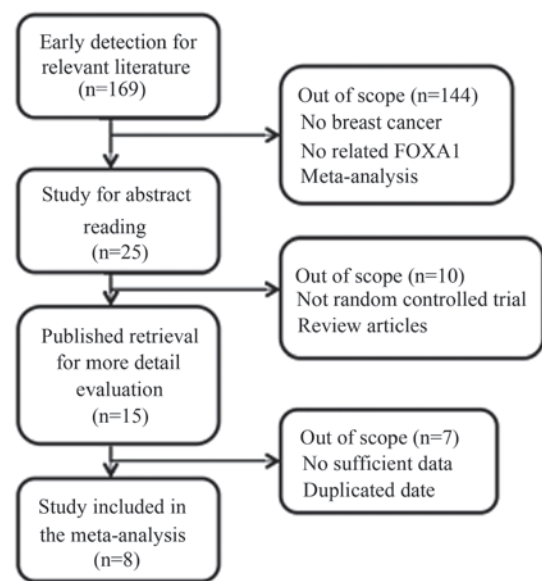 Early detection for
relevant literature
(n=169)
Out of scope (n=144)
No breast cancer
No related FOXA1
Meta-analysis
Study for abstract
reading
(n=25)
Out of scope (n=10)
Not random controlled trial
Review articles
Published retrieval
for more detail
evaluation
(n=15)
Out of scope (n=7)
No sufficient data
Duplicated date
Study included in
the meta-analysis
(n=8)